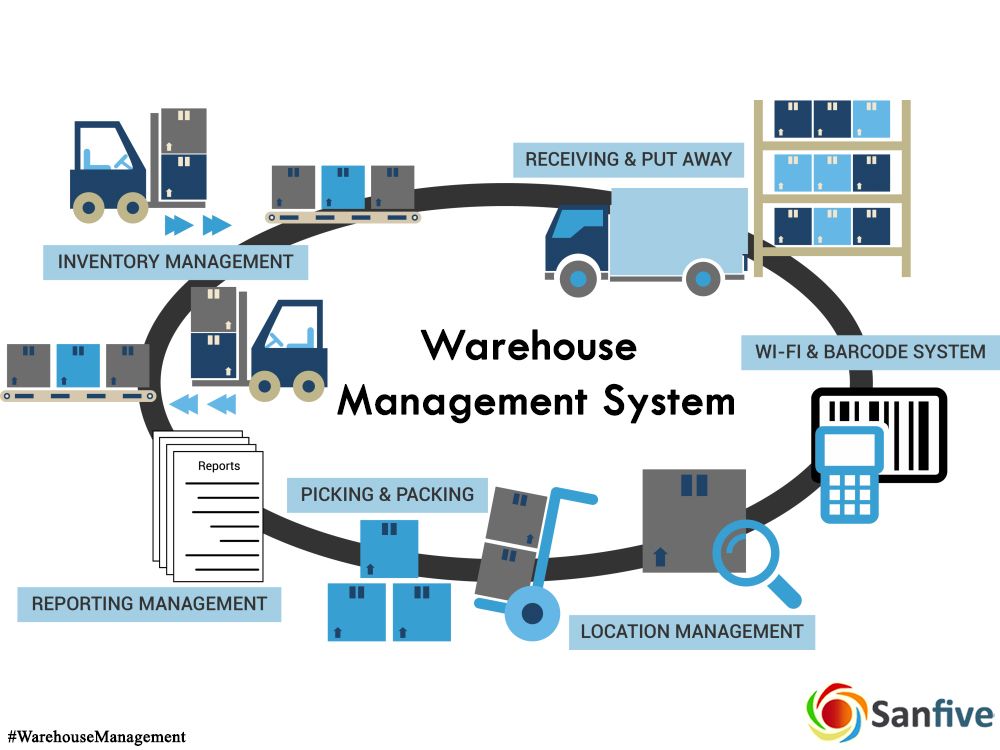 RECEIVING & PUT AWAY
INVENTORY MANAGEMENT
Warehouse
Management System
WI-FI & BARCODE SYSTEM
Reports
PICKING & PACKING
REPORTING MANAGEMENT
LOCATION MANAGEMENT
Sanfive
#WarehouseManagement